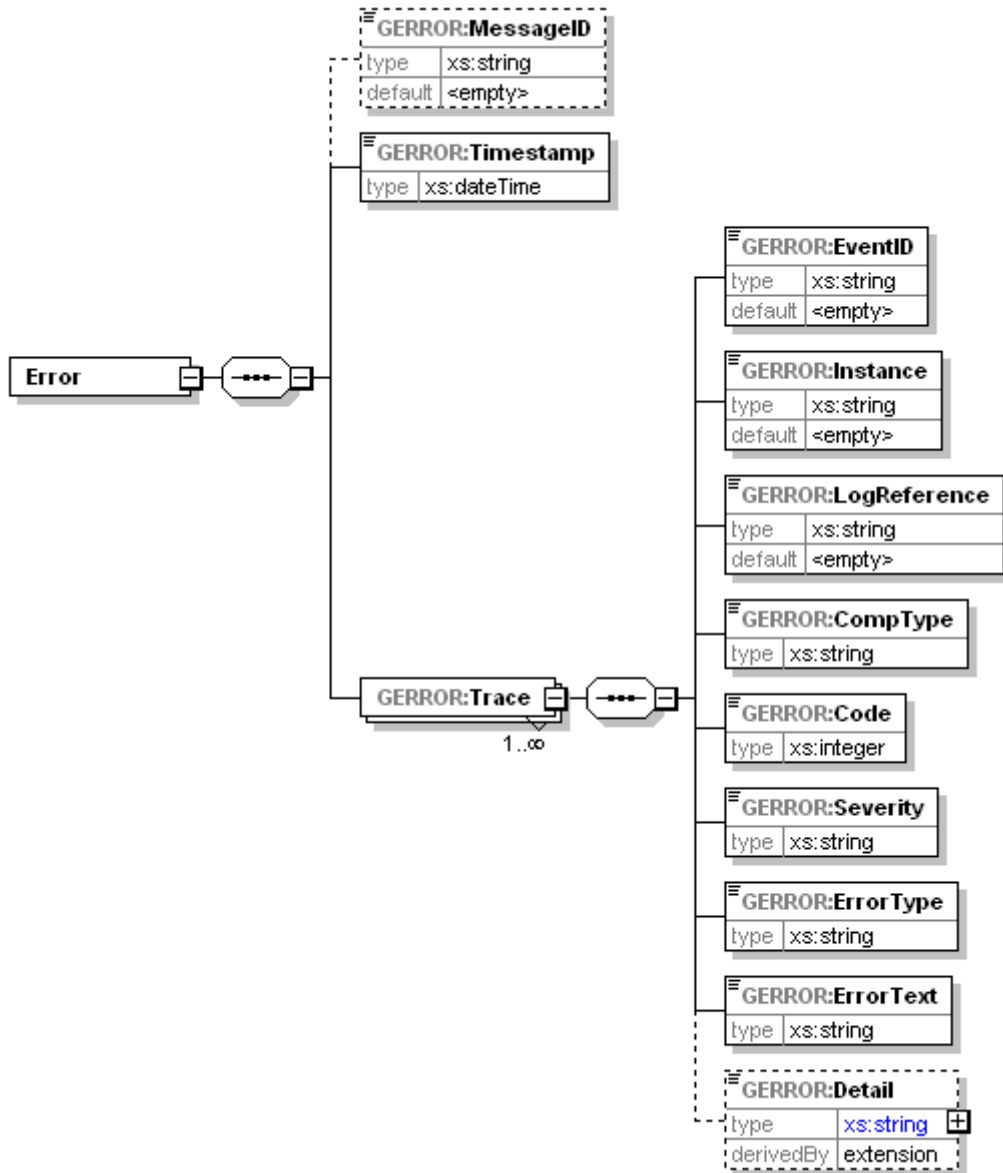 GERROR:MessageID
type xs:string
default <empty>
GERROR:Timestamp
type xs:dateTime
GERROR:EventID
type xs:string
default <empty>
Error
GERROR:Instance
type xs:string
default <empty>
GERROR:LogReference
type xs:string
default <empty>
GERROR:CompType
type xs:string
GERROR:Trace
1..∞
GERROR:Code
type xs:integer
GERROR:Severity
type xs:string
GERROR:ErrorType
type xs:string
GERROR:ErrorText
type xs:string
GERROR:Detail
type xs:string
derivedBy extension